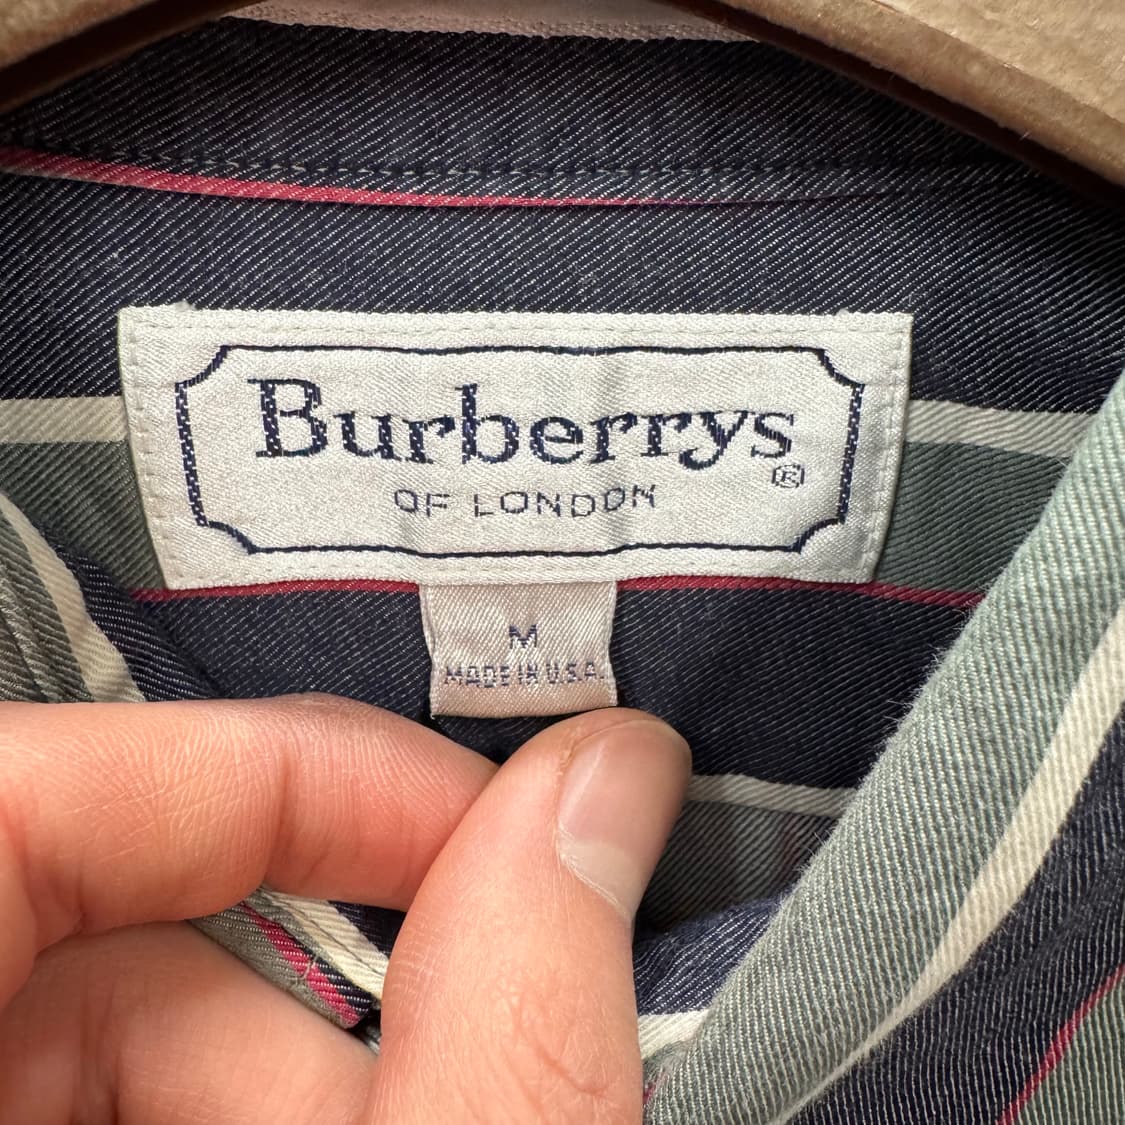 Burberrys
®
OF LONDON
M
MADE IN U.S.A.